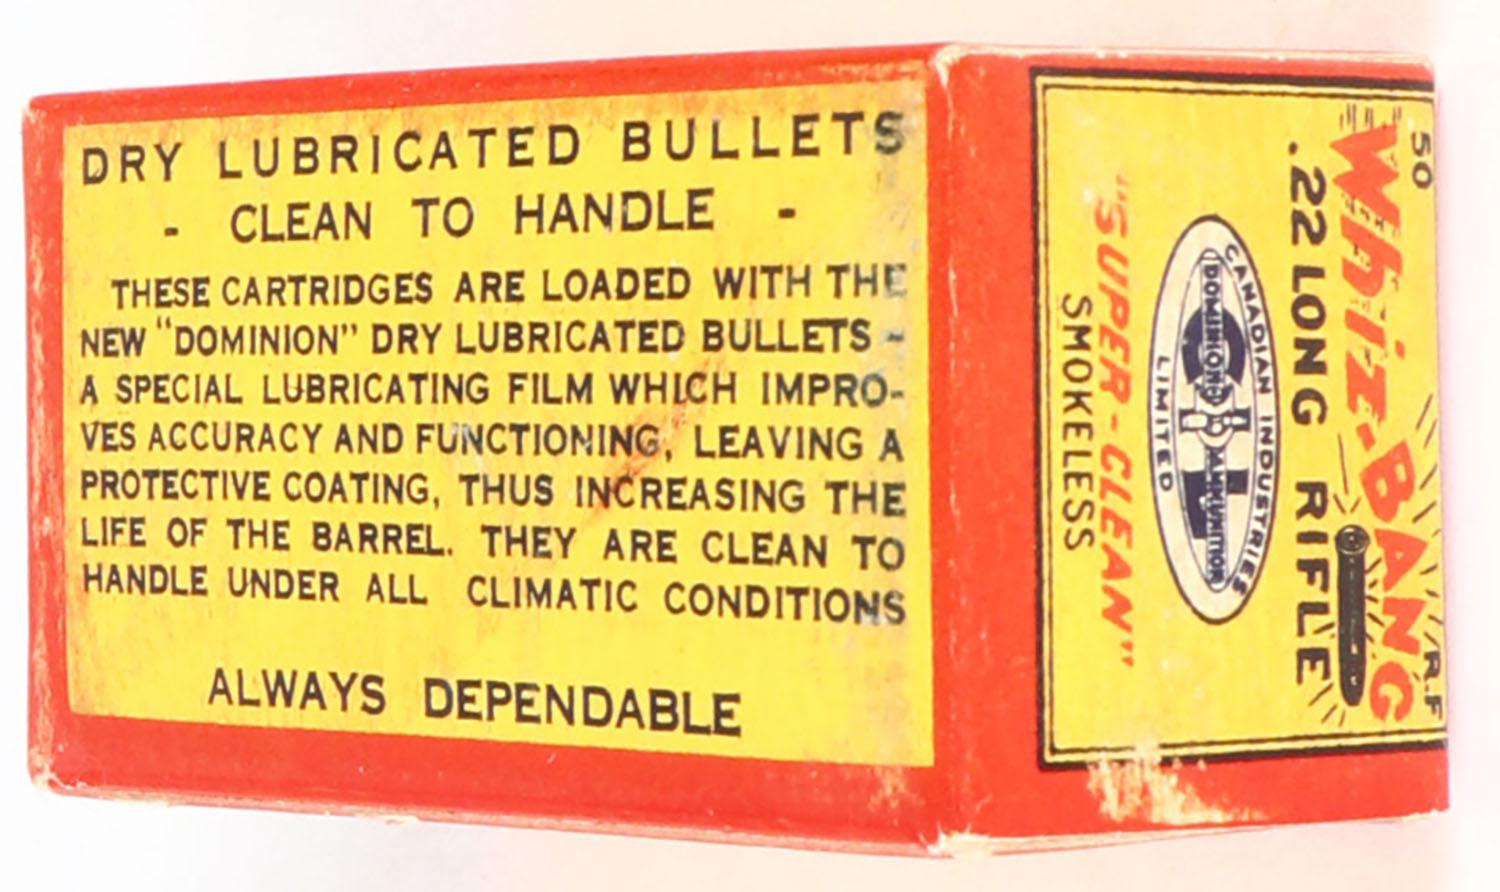 DRY LUBRICATED BULLETS
- CLEAN TO HANDLE -
THESE CARTRIDGES ARE LOADED WITH THE
NEW "DOMINION" DRY LUBRICATED BULLETS -
A SPECIAL LUBRICATING FILM WHICH IMPRO-
VES ACCURACY AND FUNCTIONING, LEAVING A
PROTECTIVE COATING, THUS INCREASING THE
LIFE OF THE BARREL. THEY ARE CLEAN TO
HANDLE UNDER ALL CLIMATIC CONDITIONS
ALWAYS DEPENDABLE
50 R.F
Whiz-BANG
.22 LONG RIFLE
CANADIAN INDUSTRIES
DOMINION AMMUNITION
LIMITED
"SUPER-CLEAN"
SMOKELESS